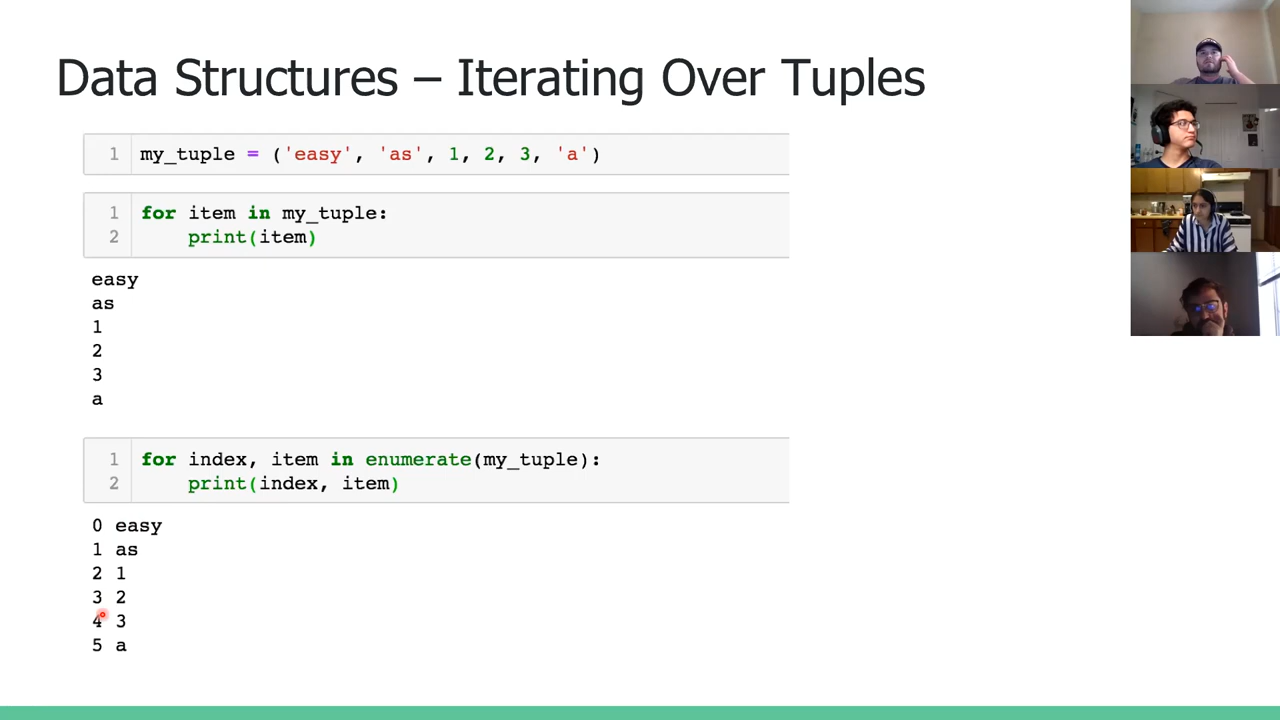 Data Structures – Iterating Over Tuples
1 my_tuple = ('easy', 'as', 1, 2, 3, 'a')
1 for item in my_tuple:
2     print(item)
easy
as
1
2
3
a
1 for index, item in enumerate(my_tuple):
2     print(index, item)
0 easy
1 as
2 1
3 2
4 3
5 a